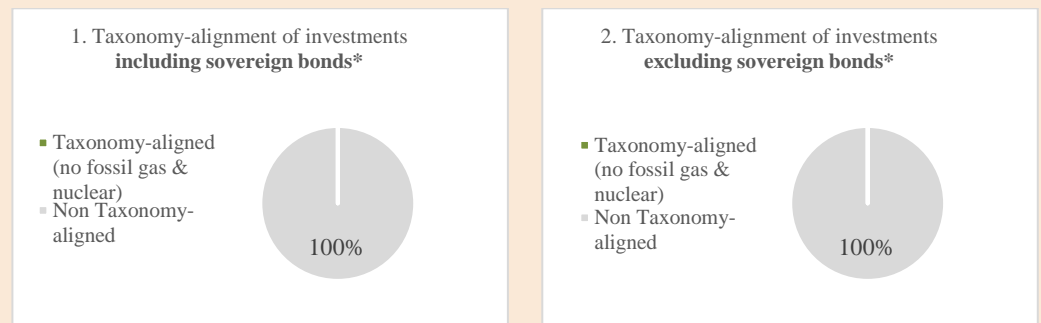 1. Taxonomy-alignment of investments
including sovereign bonds*
Taxonomy-aligned
(no fossil gas &
nuclear)
Non Taxonomy-
aligned
100%
2. Taxonomy-alignment of investments
excluding sovereign bonds*
Taxonomy-aligned
(no fossil gas &
nuclear)
Non Taxonomy-
aligned
100%